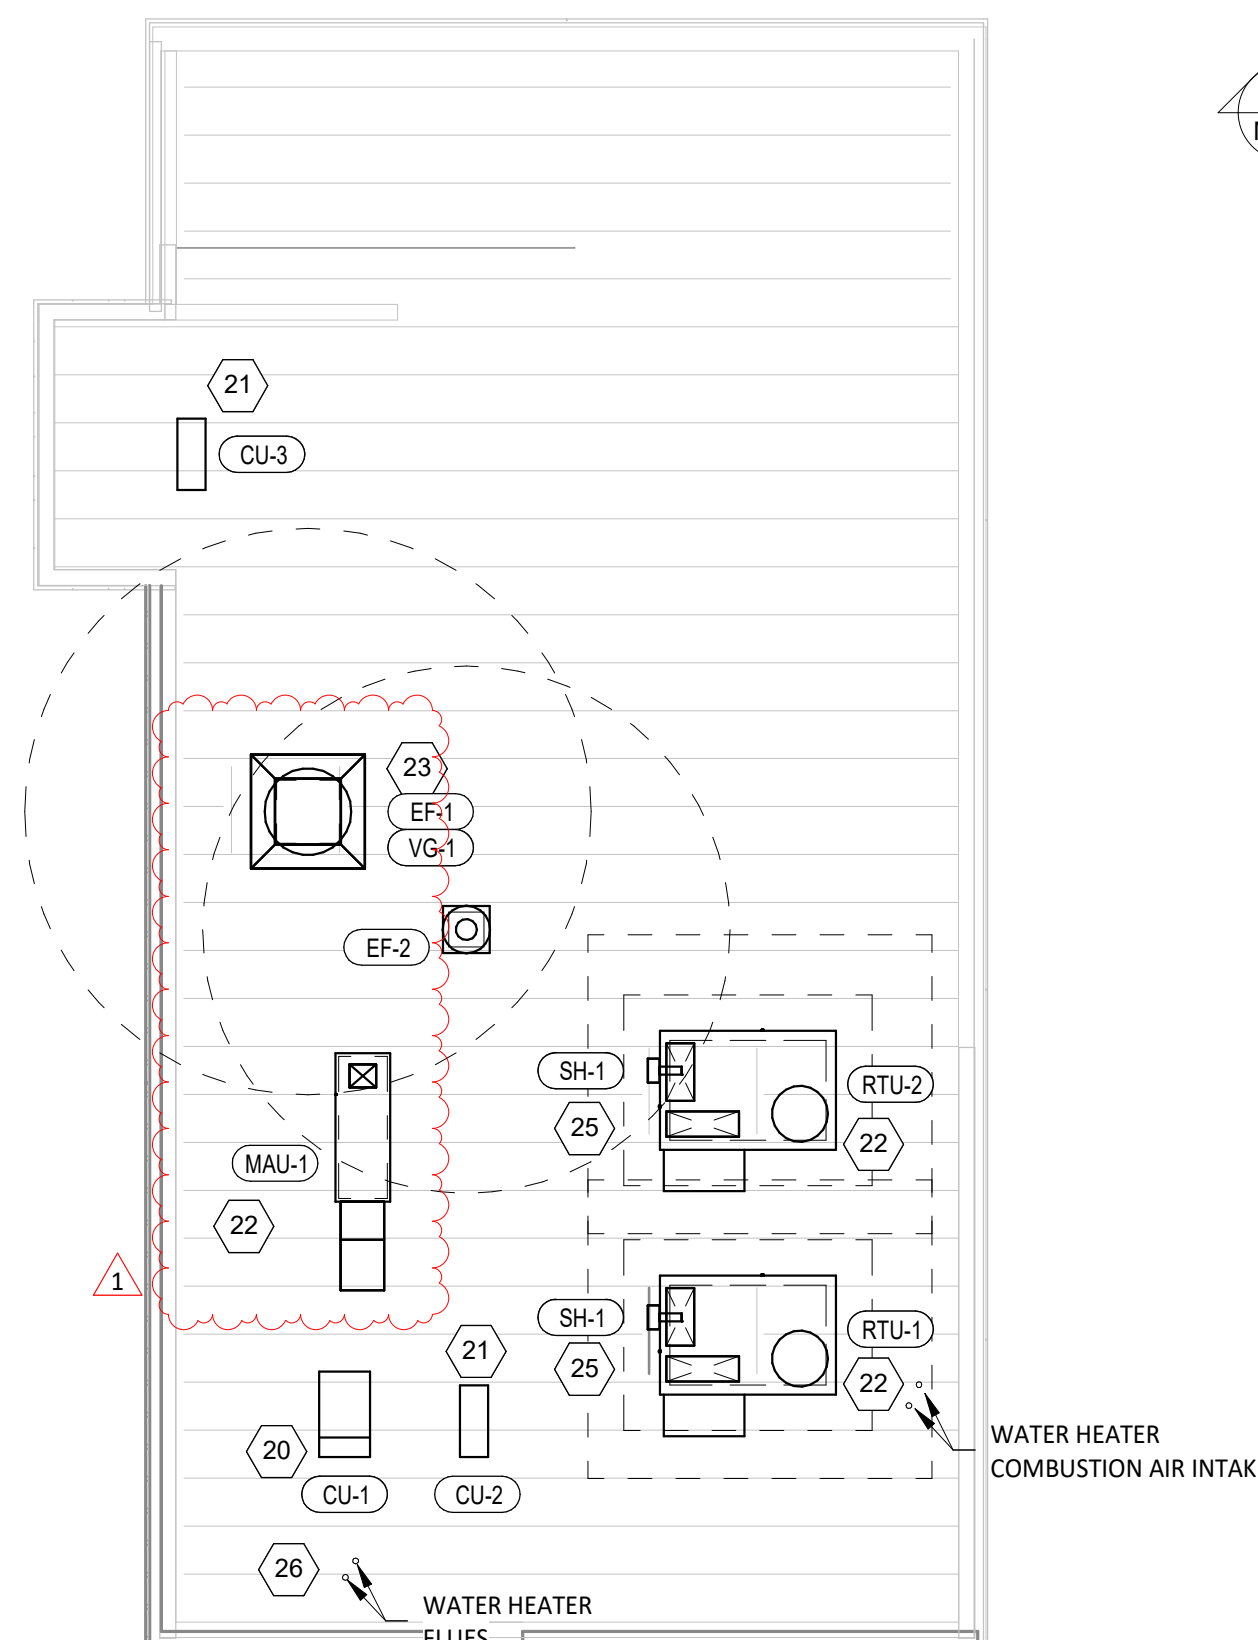 21
CU-3
23
EF-1
VG-1
EF-2
SH-1
RTU-2
25
22
MAU-1
22
1
SH-1
RTU-1
21
25
22
20
WATER HEATER
COMBUSTION AIR INTAK
CU-1
CU-2
26
WATER HEATER
FLUES